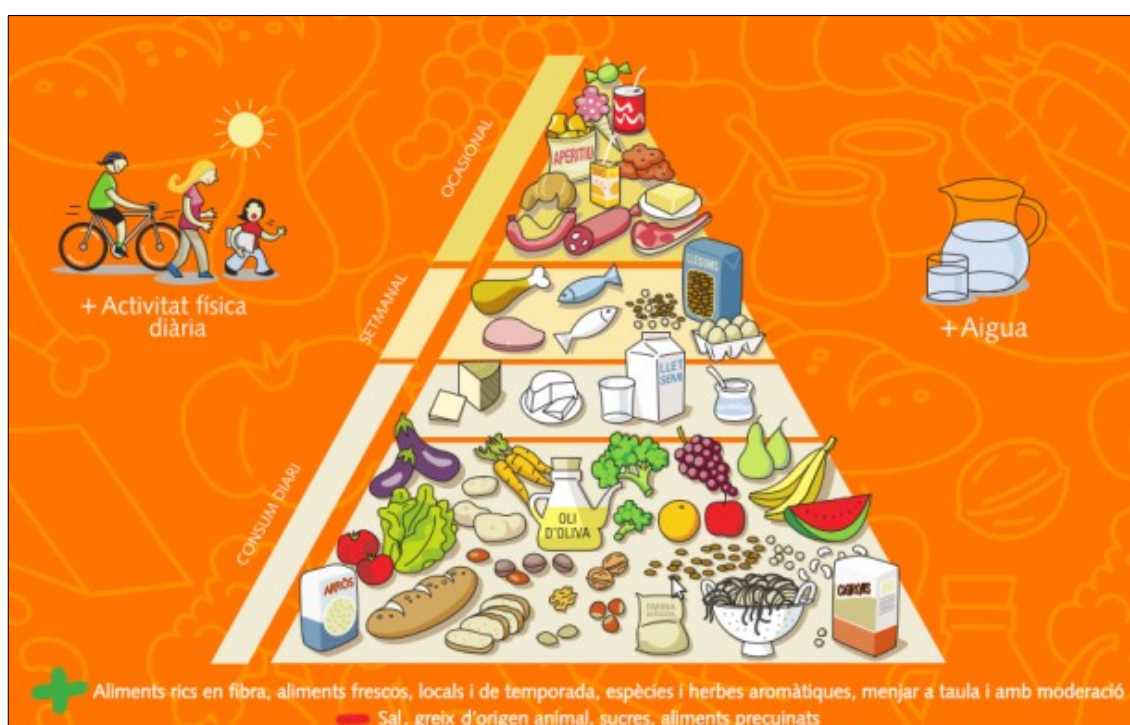 OCASIONAL
APERITIU
LLEGUMS
SETMANAL
+ Activitat física
diària
+ Aigua
LLET
SEMI
CONSUM DIARI
OLI
D'OLIVA
ARRÒS
FARINA
Aliments rics en fibra, aliments frescos, locals i de temporada, espècies i herbes aromàtiques, menjar a taula i amb moderació
Sal, greix d'origen animal, sucres, aliments precuinats